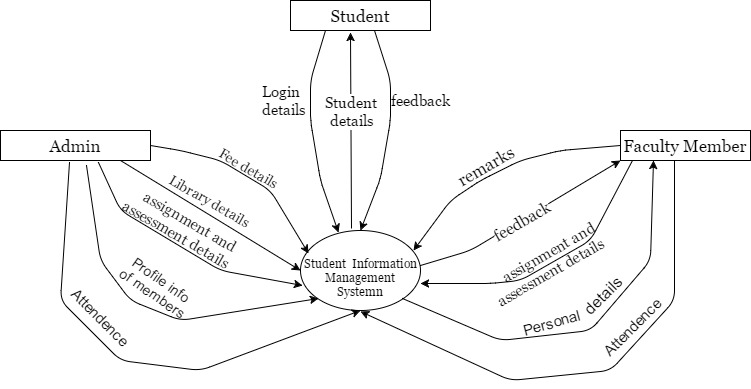 Student
Login
details
Student
details
feedback
Admin
Faculty Member
Fee details
Library details
assignment and
assessment details
Profile info
of members
Attendence
remarks
feedback
assignment and
assessment details
Personal details
Attendence
Student Information
Management
Systemn